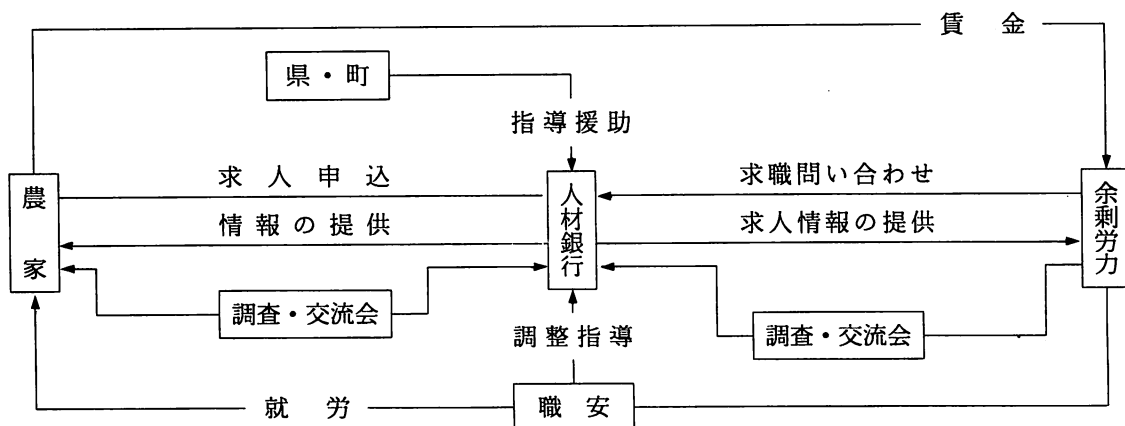 賃金
県・町
指導援助
農家
求人申込
人材銀行
求職問い合わせ
余剰労力
情報の提供
求人情報の提供
調査・交流会
調整指導
調査・交流会
就労
職安